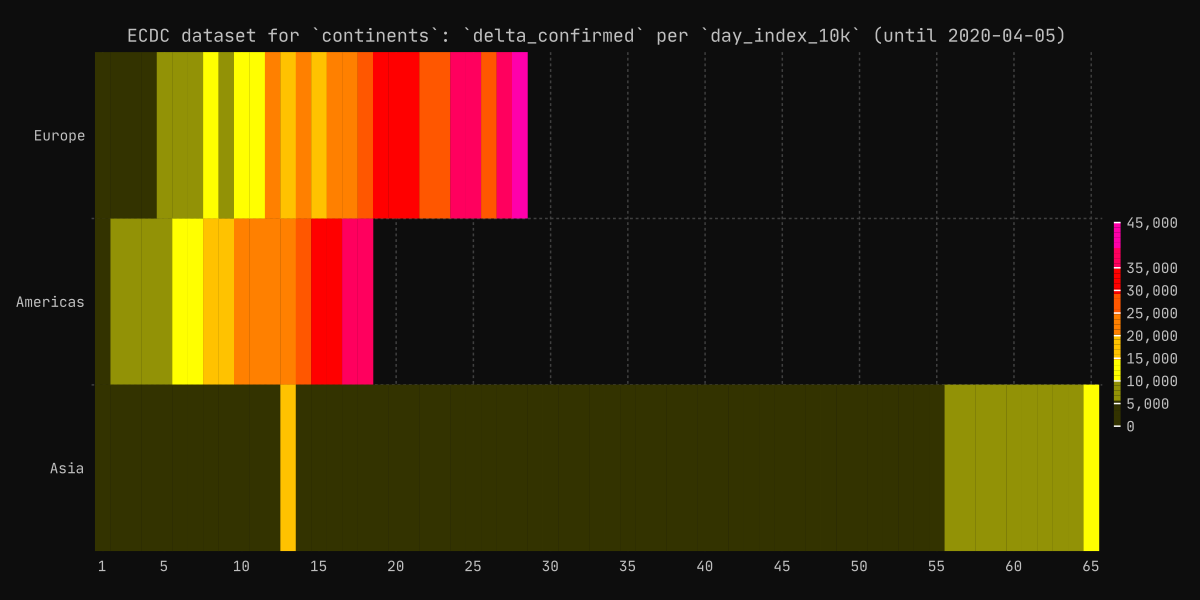 ECDC dataset for `continents`: `delta_confirmed` per `day_index_10k` (until 2020-04-05)
Europe
Americas
Asia
45,000
35,000
30,000
25,000
20,000
15,000
10,000
5,000
0
1 5 10 15 20 25 30 35 40 45 50 55 60 65